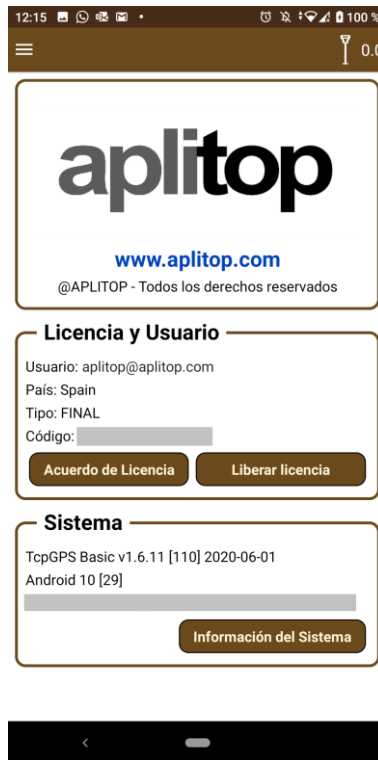 12:15
100 %
0.0
aplitop
www.aplitop.com
@APLITOP - Todos los derechos reservados
Licencia y Usuario
Usuario: aplitop@aplitop.com
País: Spain
Tipo: FINAL
Código:
Acuerdo de Licencia
Liberar licencia
Sistema
TcpGPS Basic v1.6.11 [110] 2020-06-01
Android 10 [29]
Información del Sistema